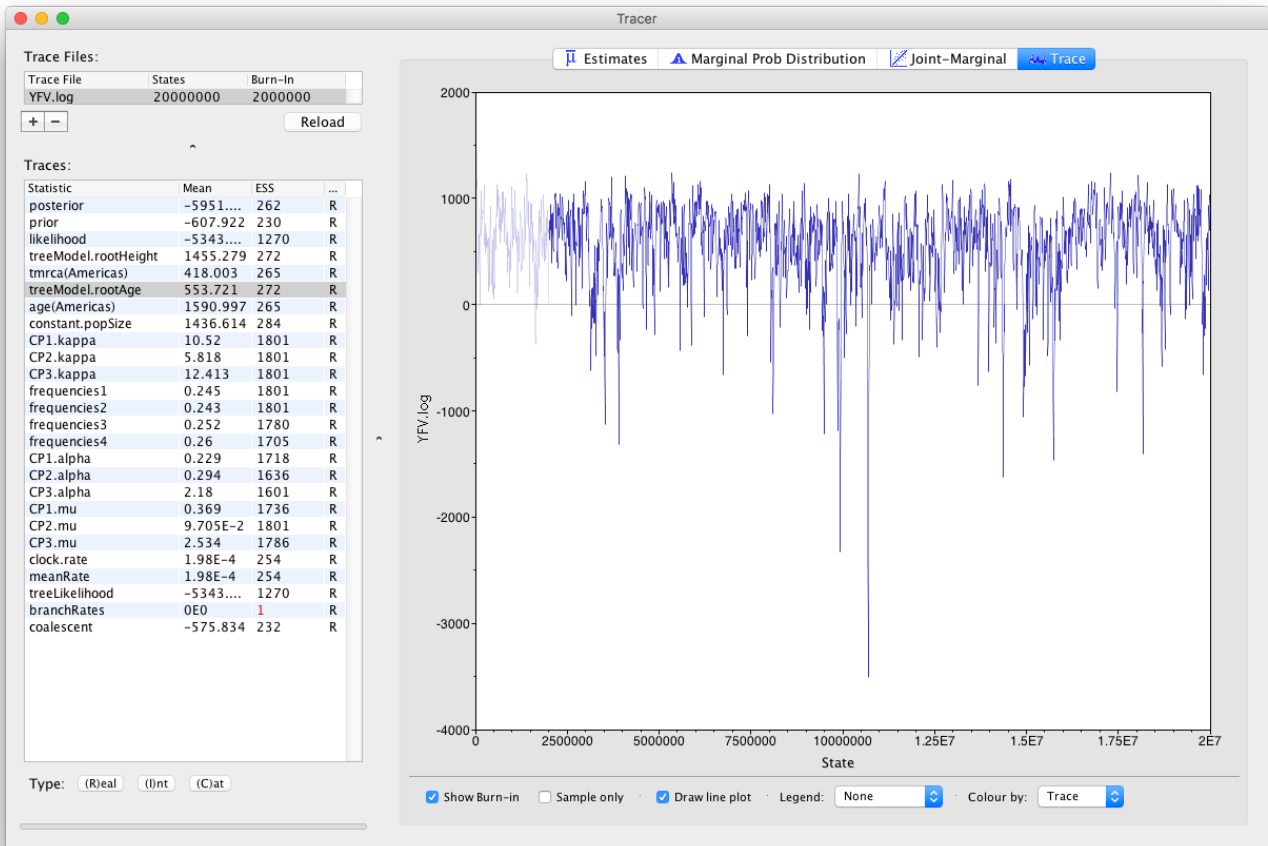 Tracer
Trace Files:
Trace File States Burn-In
YFV.log 20000000 2000000
+ −
Reload
Traces:
Statistic Mean ESS ...
posterior -5951.... 262 R
prior -607.922 230 R
likelihood -5343.... 1270 R
treeModel.rootHeight 1455.279 272 R
tmrca(Americas) 418.003 265 R
treeModel.rootAge 553.721 272 R
age(Americas) 1590.997 265 R
constant.popSize 1436.614 284 R
CP1.kappa 10.52 1801 R
CP2.kappa 5.818 1801 R
CP3.kappa 12.413 1801 R
frequencies1 0.245 1801 R
frequencies2 0.243 1801 R
frequencies3 0.252 1780 R
frequencies4 0.26 1705 R
CP1.alpha 0.229 1718 R
CP2.alpha 0.294 1636 R
CP3.alpha 2.18 1601 R
CP1.mu 0.369 1736 R
CP2.mu 9.705E-2 1801 R
CP3.mu 2.534 1786 R
clock.rate 1.98E-4 254 R
meanRate 1.98E-4 254 R
treeLikelihood -5343.... 1270 R
branchRates 0E0 1 R
coalescent -575.834 232 R
Type: (R)eal (I)nt (C)at
μ Estimates Marginal Prob Distribution Joint-Marginal Trace
2000
1000
0
-1000
-2000
-3000
-4000
YFV.log
0 2500000 5000000 7500000 10000000 1.25E7 1.5E7 1.75E7 2E7
State
Show Burn-in Sample only Draw line plot Legend: None Colour by: Trace